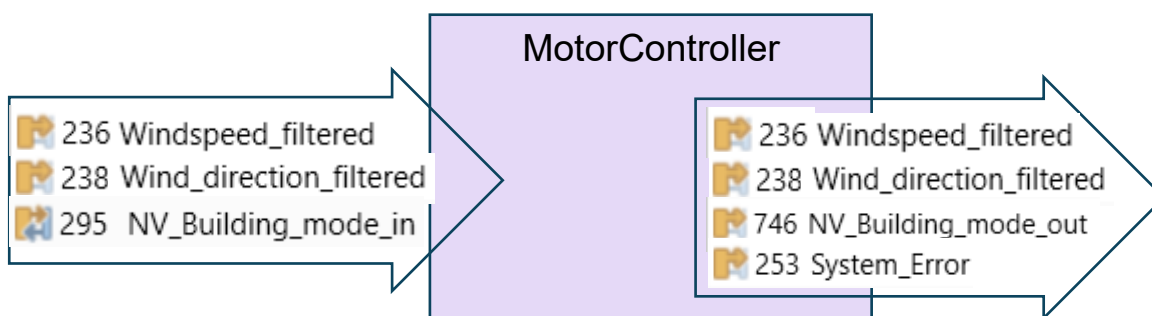 MotorController
236 Windspeed_filtered
238 Wind_direction_filtered
295 NV_Building_mode_in
236 Windspeed_filtered
238 Wind_direction_filtered
746 NV_Building_mode_out
253 System_Error